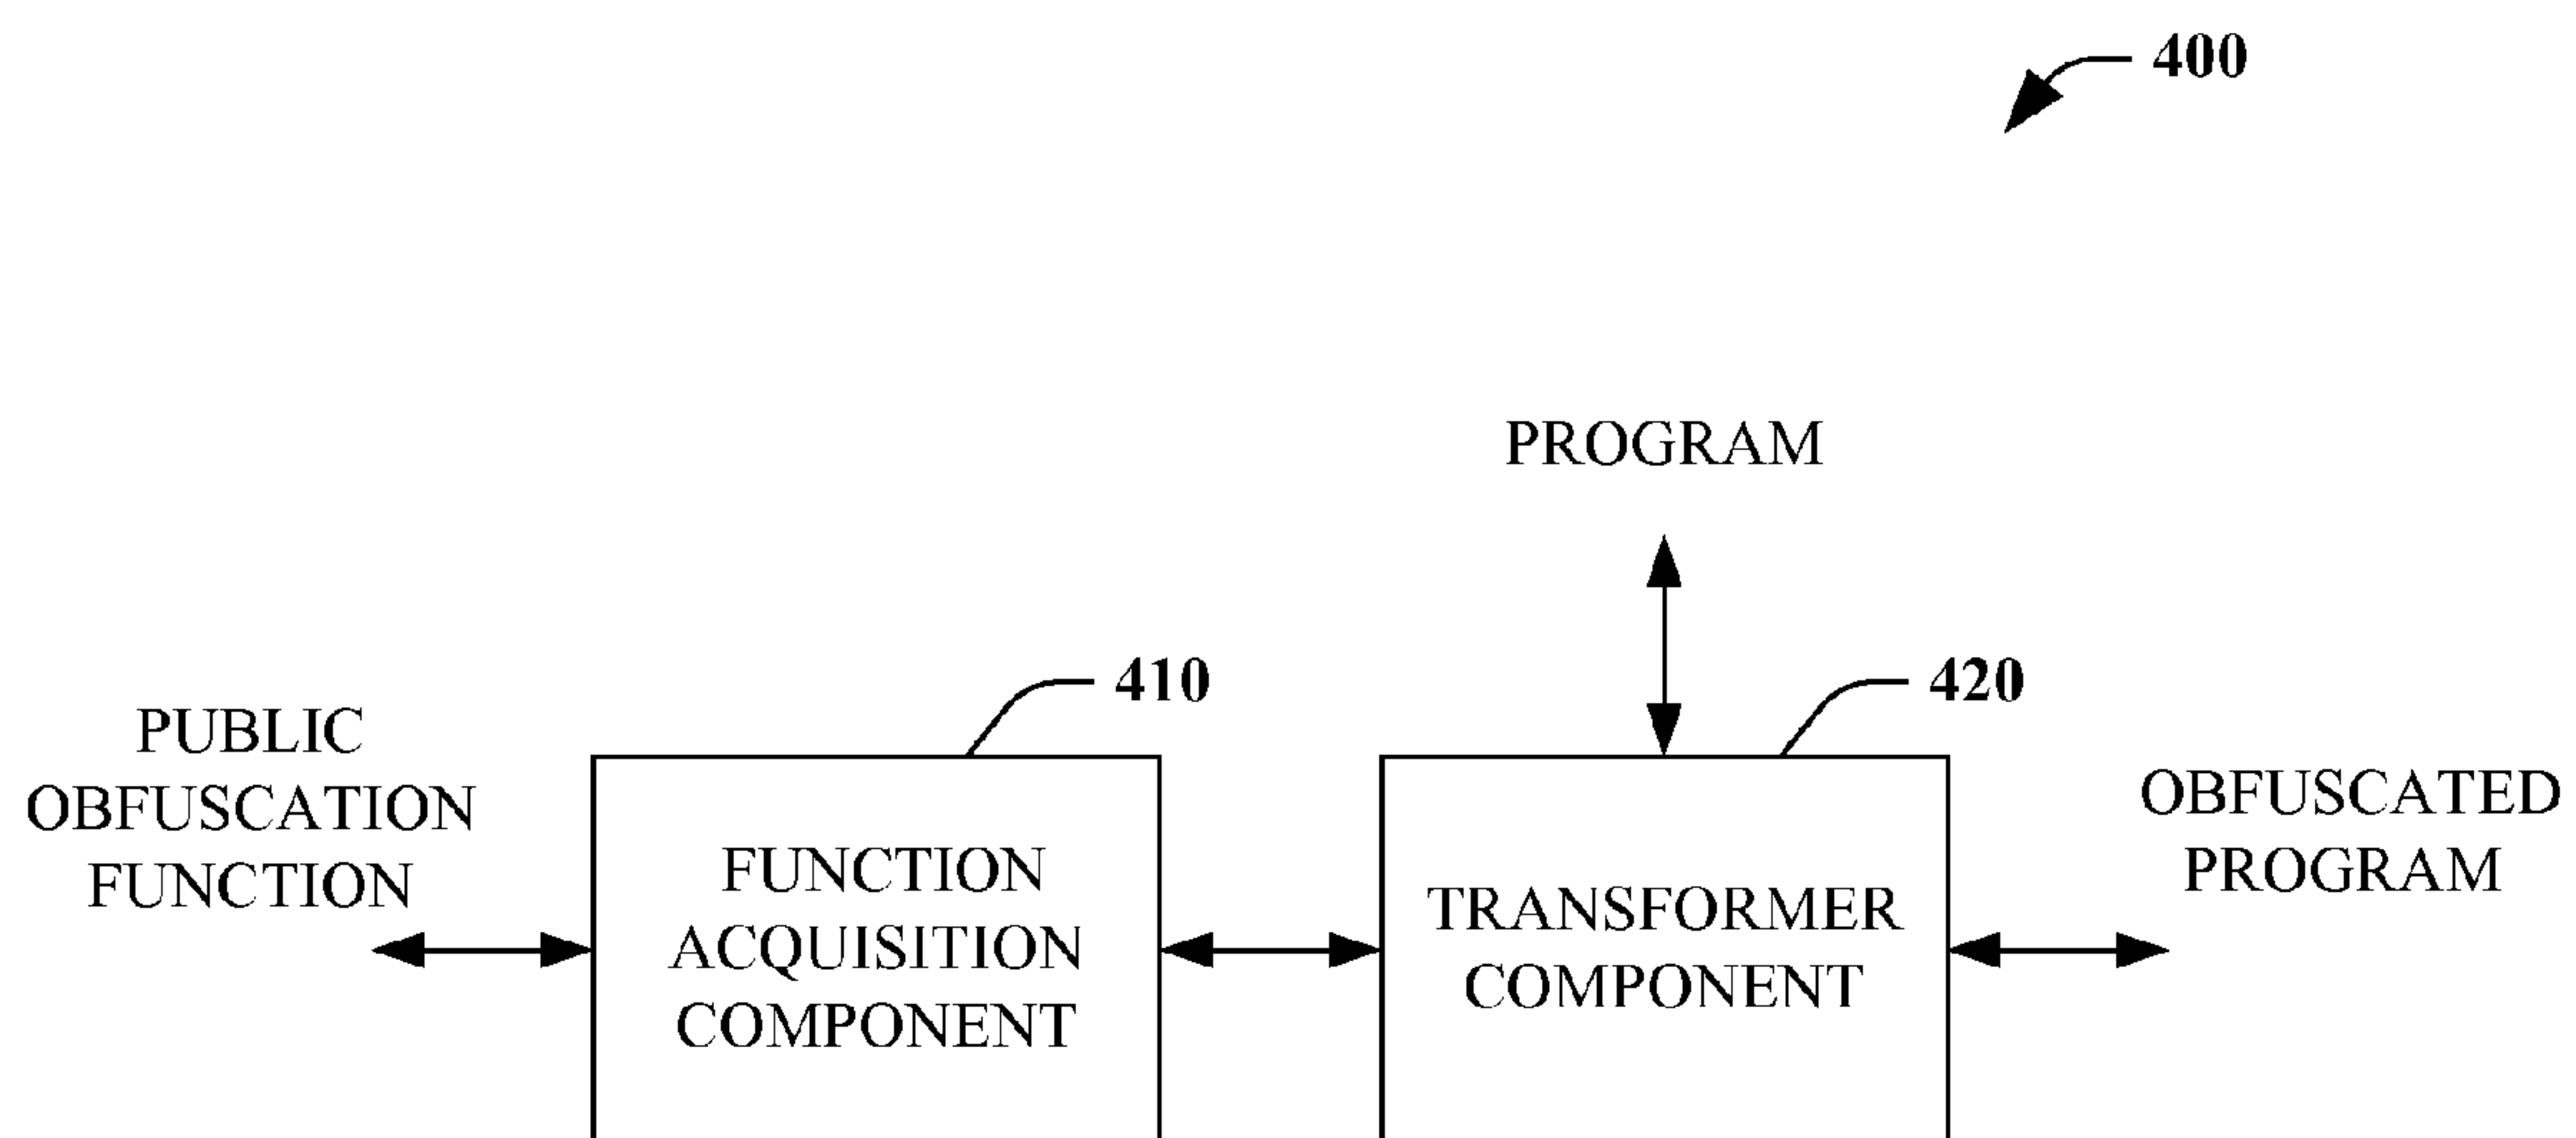 400
PROGRAM
410
420
PUBLIC
OBFUSCATION
FUNCTION
FUNCTION
ACQUISITION
COMPONENT
TRANSFORMER
COMPONENT
OBFUSCATED
PROGRAM